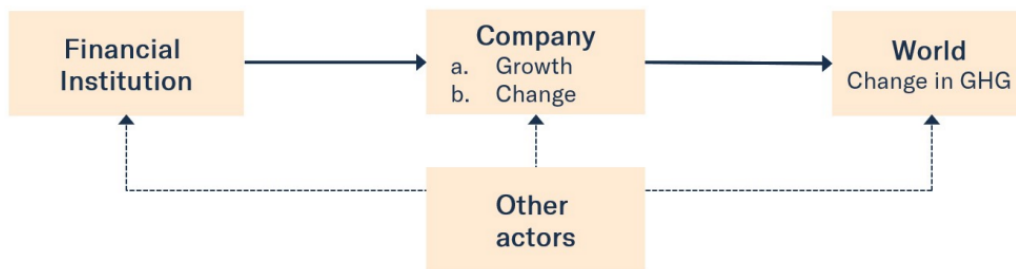 Financial
Institution
Company
a. Growth
b. Change
World
Change in GHG
Other
actors